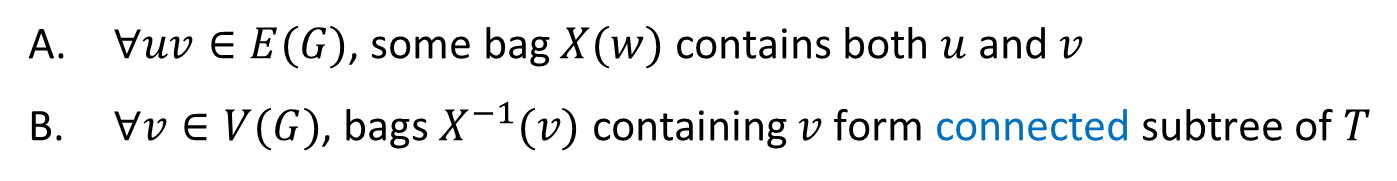 A. ∀uv ∈ E(G), some bag X(w) contains both u and v
B. ∀v ∈ V(G), bags X⁻¹(v) containing v form connected subtree of T